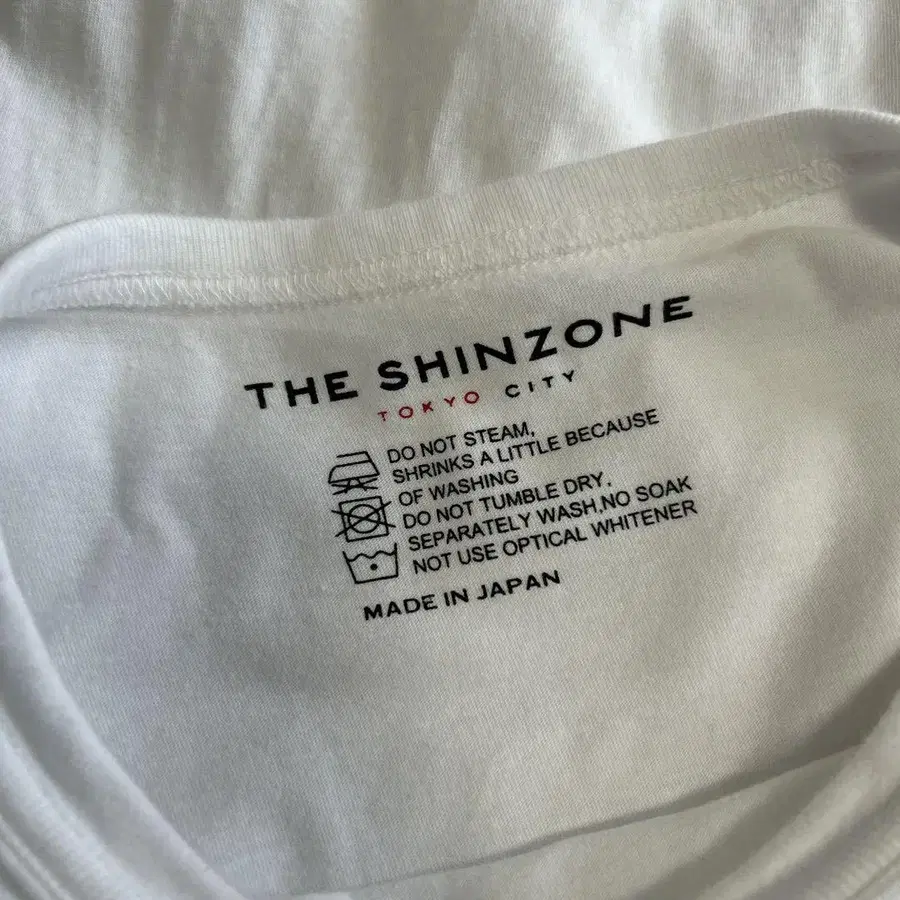 THE SHINZONE
TOKYO CITY
DO NOT STEAM,
SHRINKS A LITTLE BECAUSE
OF WASHING
DO NOT TUMBLE DRY,
SEPARATELY WASH,NO SOAK
NOT USE OPTICAL WHITENER
MADE IN JAPAN